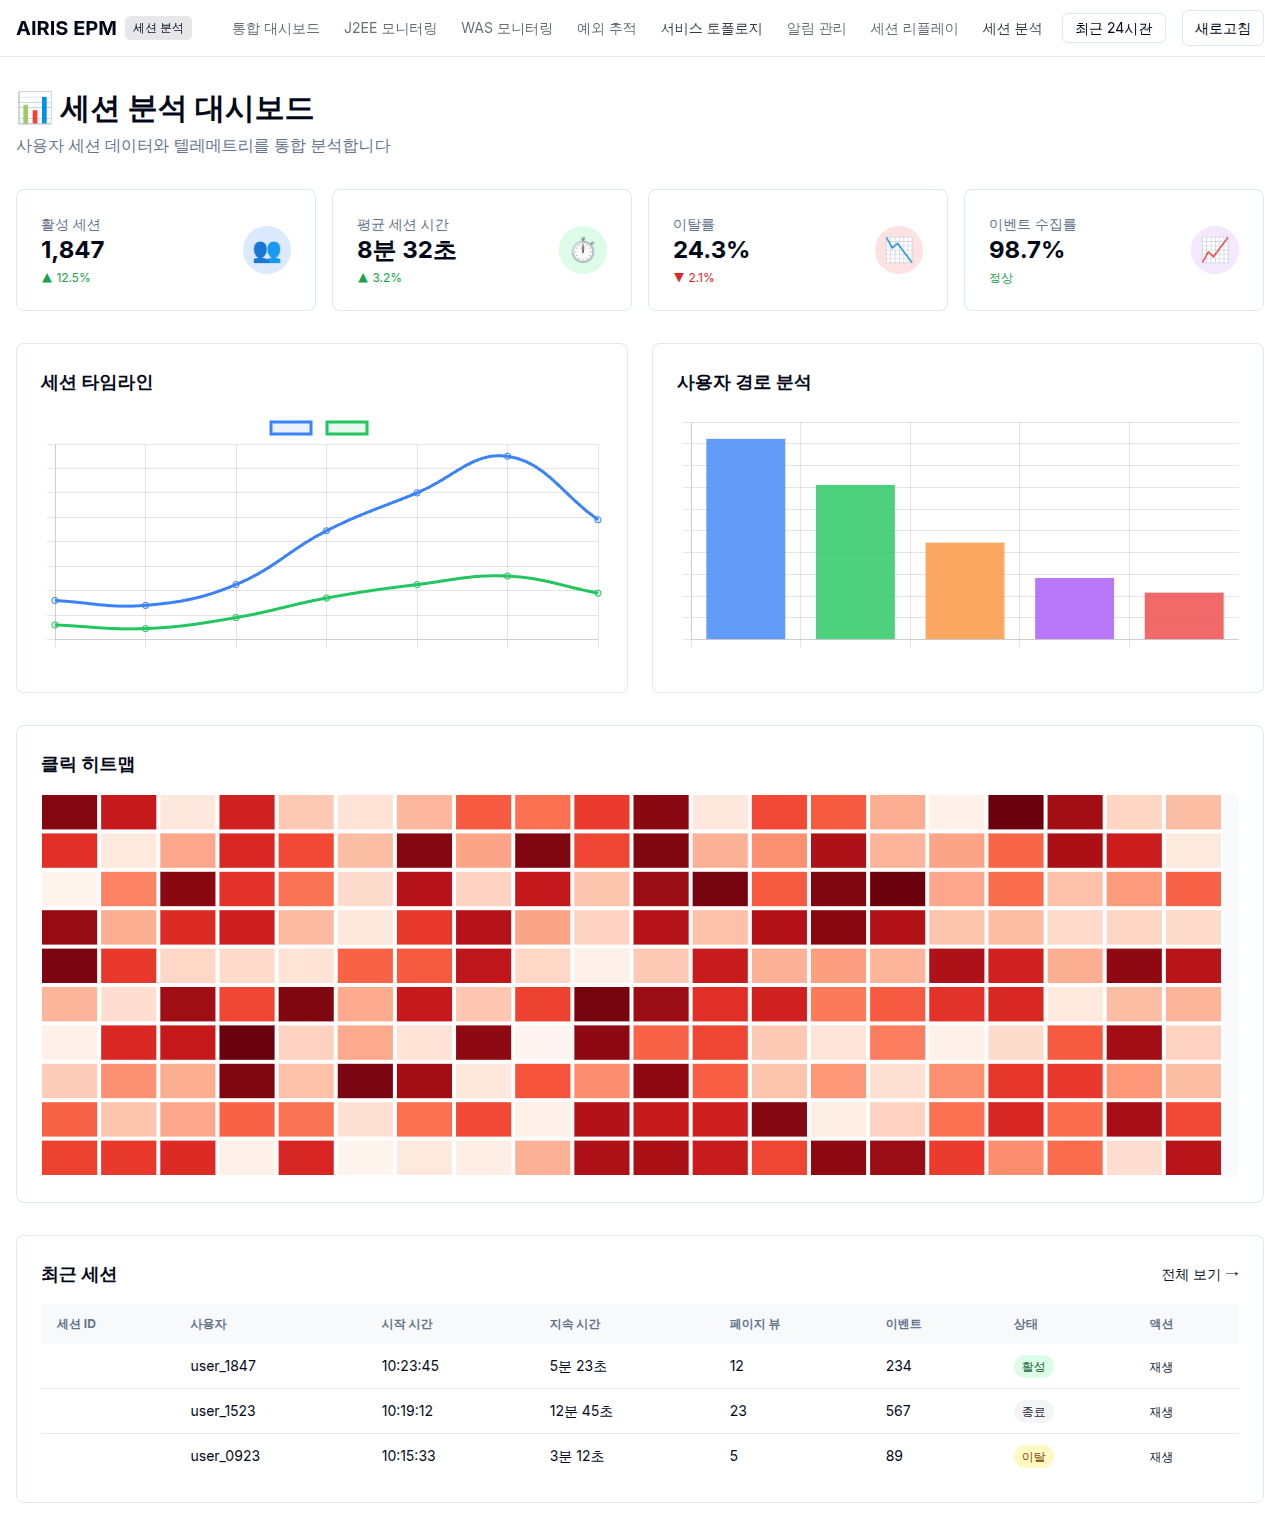 AIRIS EPM 세션 분석 통합 대시보드 J2EE 모니터링 WAS 모니터링 예외 추적 서비스 토폴로지 알림 관리 세션 리플레이 세션 분석 최근 24시간 새로고침
세션 분석 대시보드
사용자 세션 데이터와 텔레메트리를 통합 분석합니다
활성 세션
1,847
▲ 12.5%
평균 세션 시간
8분 32초
▲ 3.2%
이탈률
24.3%
▼ 2.1%
이벤트 수집률
98.7%
정상
세션 타임라인
사용자 경로 분석
클릭 히트맵
최근 세션
전체 보기 →
세션 ID 사용자 시작 시간 지속 시간 페이지 뷰 이벤트 상태 액션
user_1847 10:23:45 5분 23초 12 234 활성 재생
user_1523 10:19:12 12분 45초 23 567 종료 재생
user_0923 10:15:33 3분 12초 5 89 이탈 재생